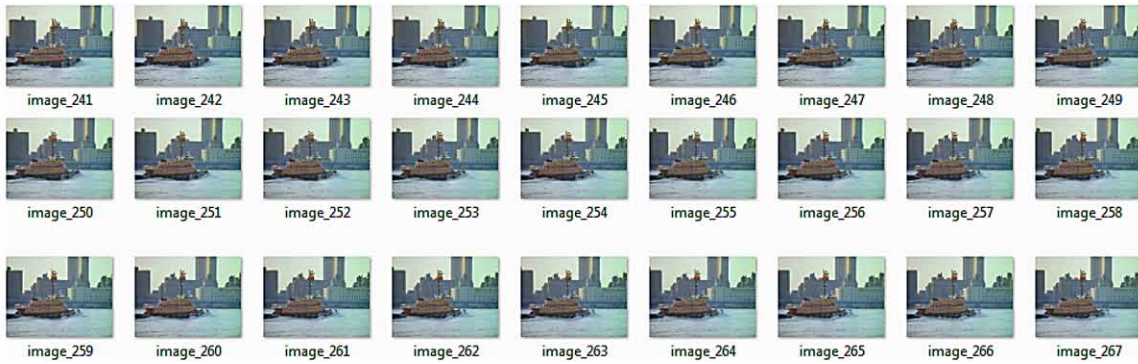 image_241 image_242 image_243 image_244 image_245 image_246 image_247 image_248 image_249
image_250 image_251 image_252 image_253 image_254 image_255 image_256 image_257 image_258
image_259 image_260 image_261 image_262 image_263 image_264 image_265 image_266 image_267